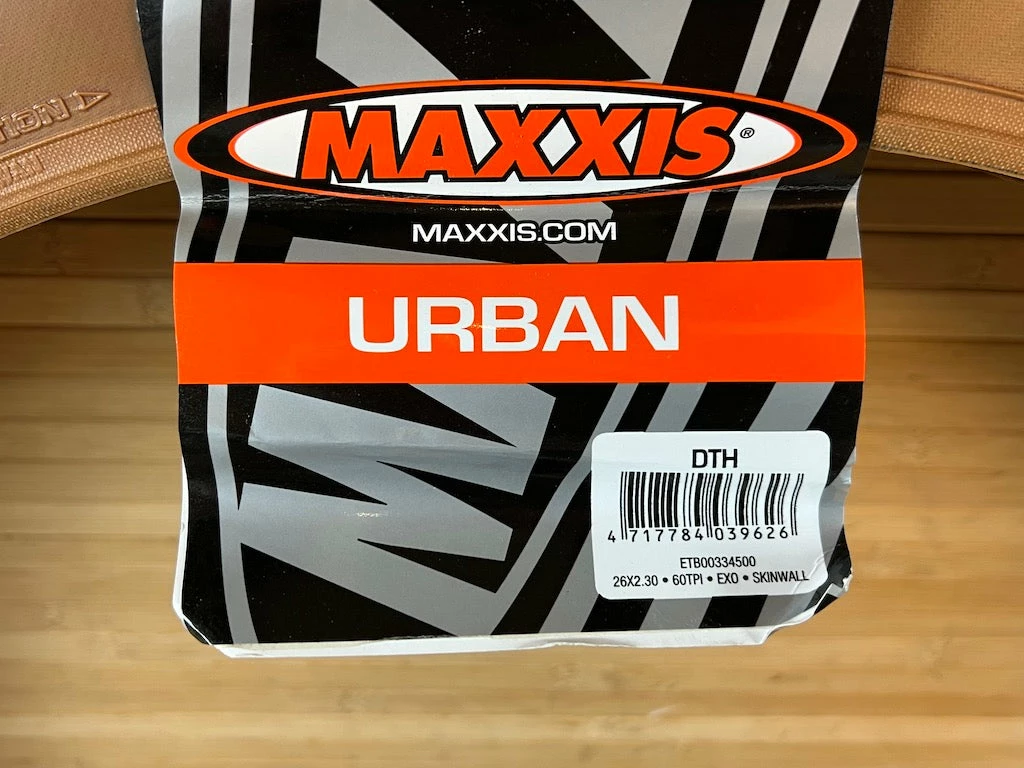 MAXXIS®
MAXXIS.COM
URBAN
DTH
4 717784 039626
ETB00334500
26X2.30 • 60TPI • EXO • SKINWALL